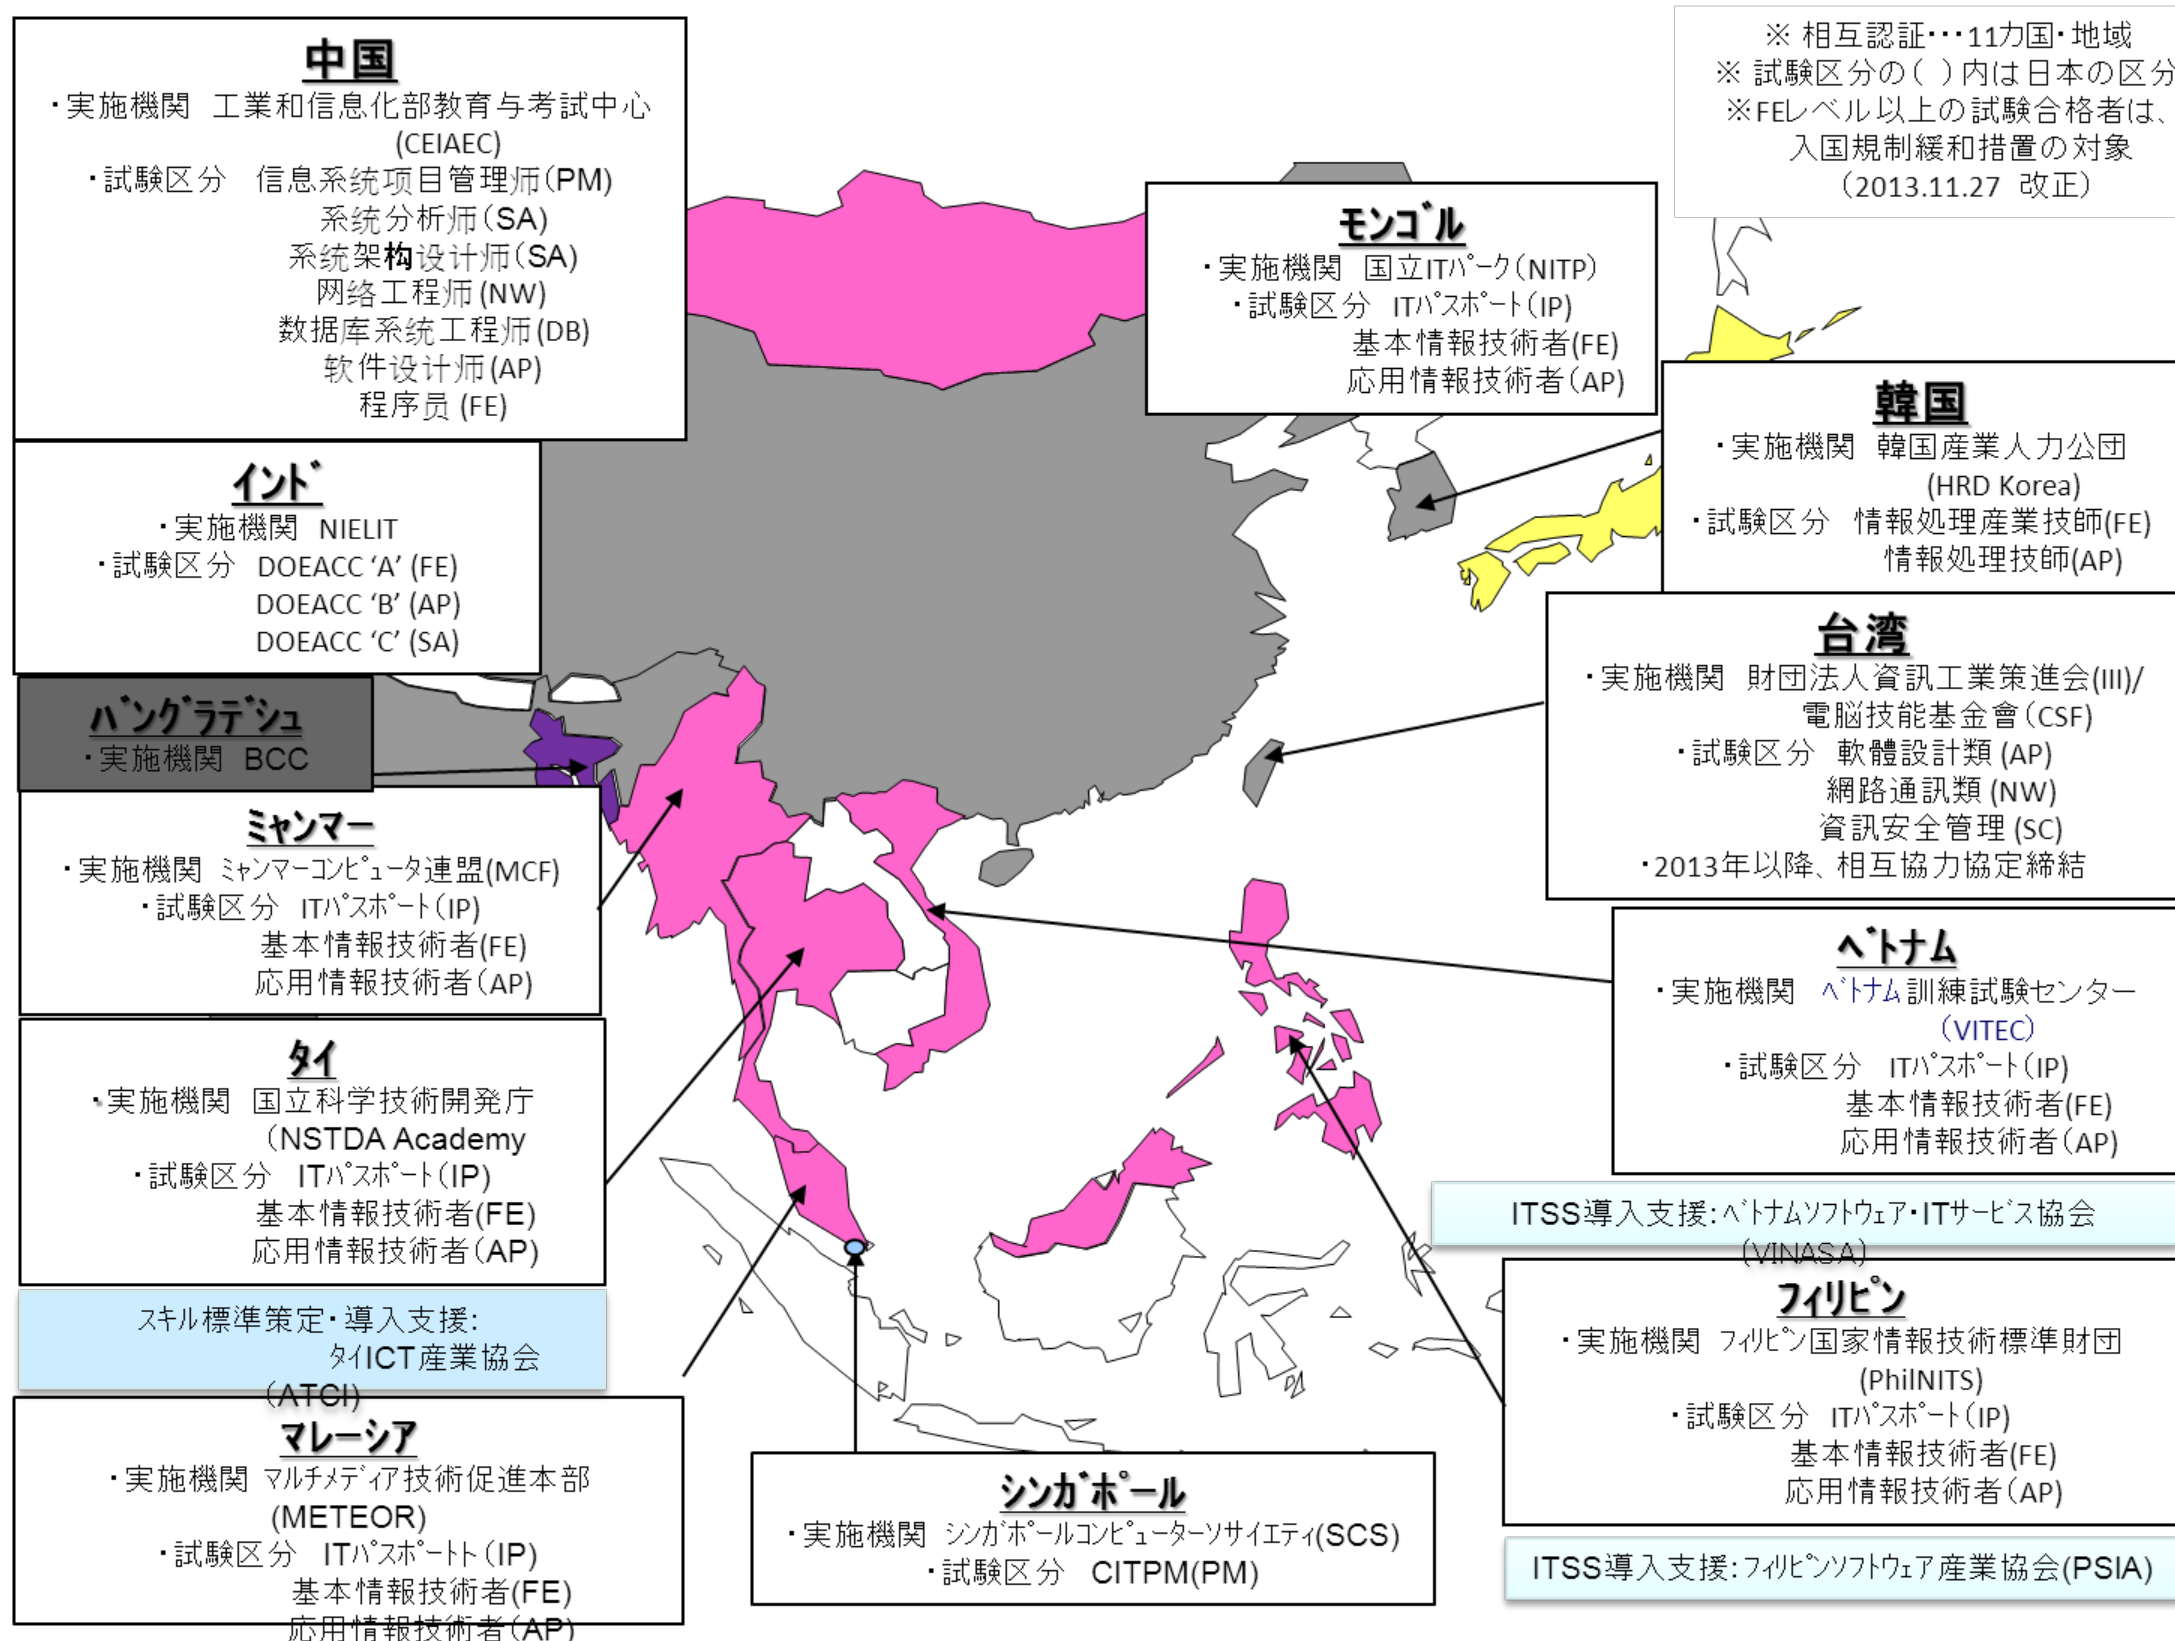 中国
・実施機関 工業和信息化部教育与考試中心
(CEIAEC)
・試験区分 信息系统项目管理师(PM)
系统分析师(SA)
系统架构设计师(SA)
网络工程师(NW)
数据库系统工程师(DB)
软件设计师(AP)
程序员 (FE)
インド
・実施機関 NIELIT
・試験区分 DOEACC ‘A’ (FE)
DOEACC ‘B’ (AP)
DOEACC ‘C’ (SA)
バングラデシュ
・実施機関 BCC
ミャンマー
・実施機関 ミャンマーコンピュータ連盟(MCF)
・試験区分 ITパスポート(IP)
基本情報技術者(FE)
応用情報技術者(AP)
タイ
・実施機関 国立科学技術開発庁
(NSTDA Academy
・試験区分 ITパスポート(IP)
基本情報技術者(FE)
応用情報技術者(AP)
スキル標準策定・導入支援:
タイICT産業協会
(ATCI)
マレーシア
・実施機関 マルチメディア技術促進本部
(METEOR)
・試験区分 ITパスポートト(IP)
基本情報技術者(FE)
応用情報技術者(AP)
シンガポール
・実施機関 シンガポールコンピューターソサイエティ(SCS)
・試験区分 CITPM(PM)
※ 相互認証・・・11カ国・地域
※ 試験区分の( )内は日本の区分
※FEレベル以上の試験合格者は、
入国規制緩和措置の対象
(2013.11.27 改正)
モンゴル
・実施機関 国立ITパーク(NITP)
・試験区分 ITパスポート(IP)
基本情報技術者(FE)
応用情報技術者(AP)
韓国
・実施機関 韓国産業人力公団
(HRD Korea)
・試験区分 情報処理産業技師(FE)
情報処理技師(AP)
台湾
・実施機関 財団法人資訊工業策進会(III)/
電脳技能基金會(CSF)
・試験区分 軟體設計類 (AP)
網路通訊類 (NW)
資訊安全管理 (SC)
・2013年以降、相互協力協定締結
ベトナム
・実施機関 ベトナム訓練試験センター
(VITEC)
・試験区分 ITパスポート(IP)
基本情報技術者(FE)
応用情報技術者(AP)
ITSS導入支援:ベトナムソフトウェア・ITサービス協会
(VINASA)
フィリピン
・実施機関 フィリピン国家情報技術標準財団
(PhilNITS)
・試験区分 ITパスポート(IP)
基本情報技術者(FE)
応用情報技術者(AP)
ITSS導入支援:フィリピンソフトウェア産業協会(PSIA)